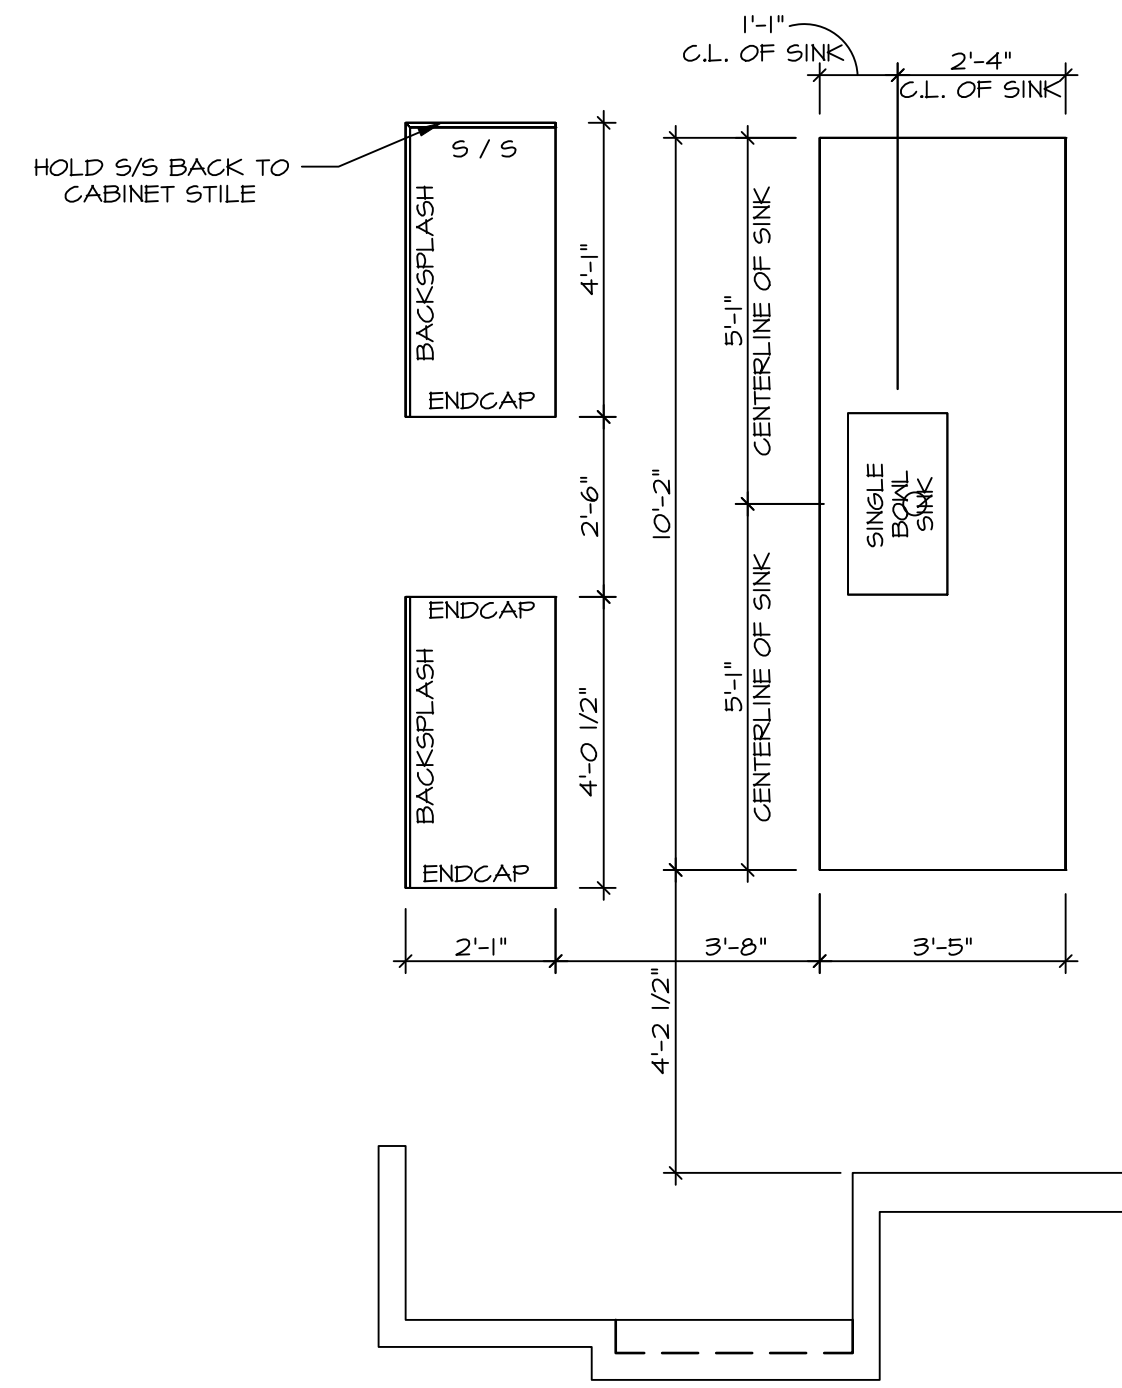 1'-1"
C.L. OF SINK
2'-4"
C.L. OF SINK
HOLD S/S BACK TO
CABINET STILE
S / S
BACKSPLASH
ENDCAP
4'-1"
2'-6"
ENDCAP
BACKSPLASH
ENDCAP
4'-0 1/2"
10'-2"
5'-1"
CENTERLINE OF SINK
5'-1"
CENTERLINE OF SINK
SINGLE
BOWL
SINK
2'-1"
3'-8"
3'-5"
4'-2 1/2"